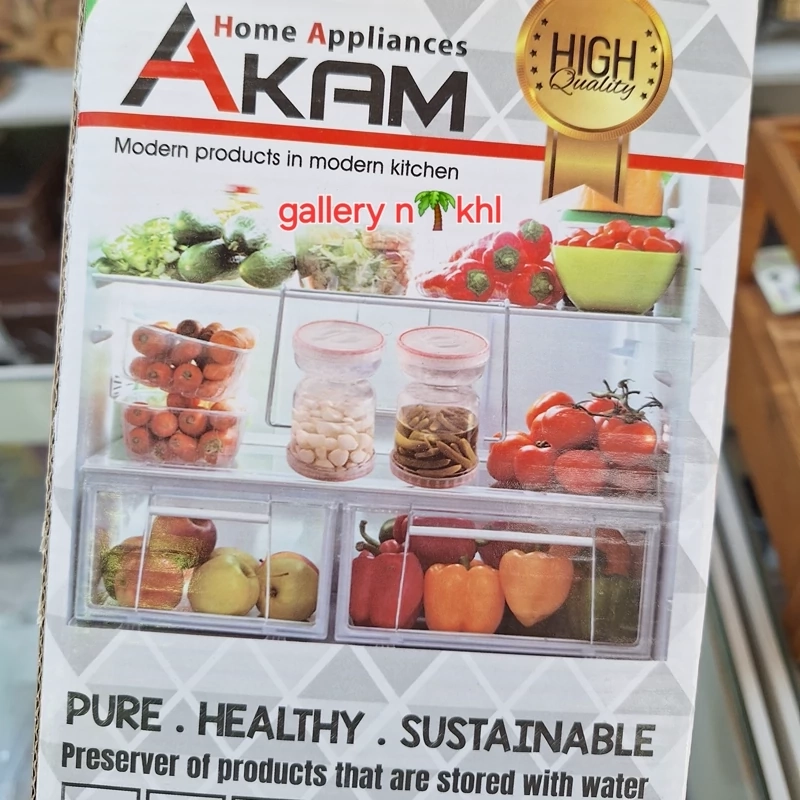 Home Appliances
AKAM
HIGH
Quality
Modern products in modern kitchen
gallery n🌴khl
PURE . HEALTHY . SUSTAINABLE
Preserver of products that are stored with water